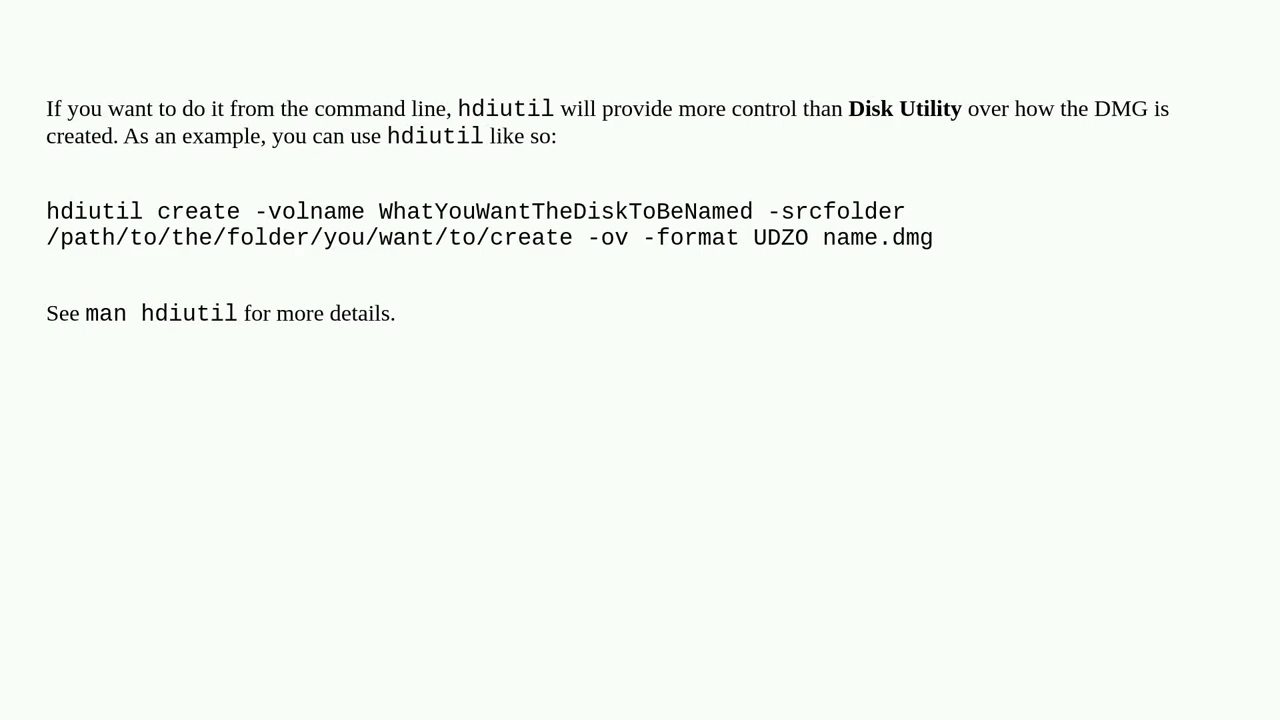 If you want to do it from the command line, hdiutil will provide more control than Disk Utility over how the DMG is
created. As an example, you can use hdiutil like so:
hdiutil create -volname WhatYouWantTheDiskToBeNamed -srcfolder
/path/to/the/folder/you/want/to/create -ov -format UDZO name.dmg
See man hdiutil for more details.